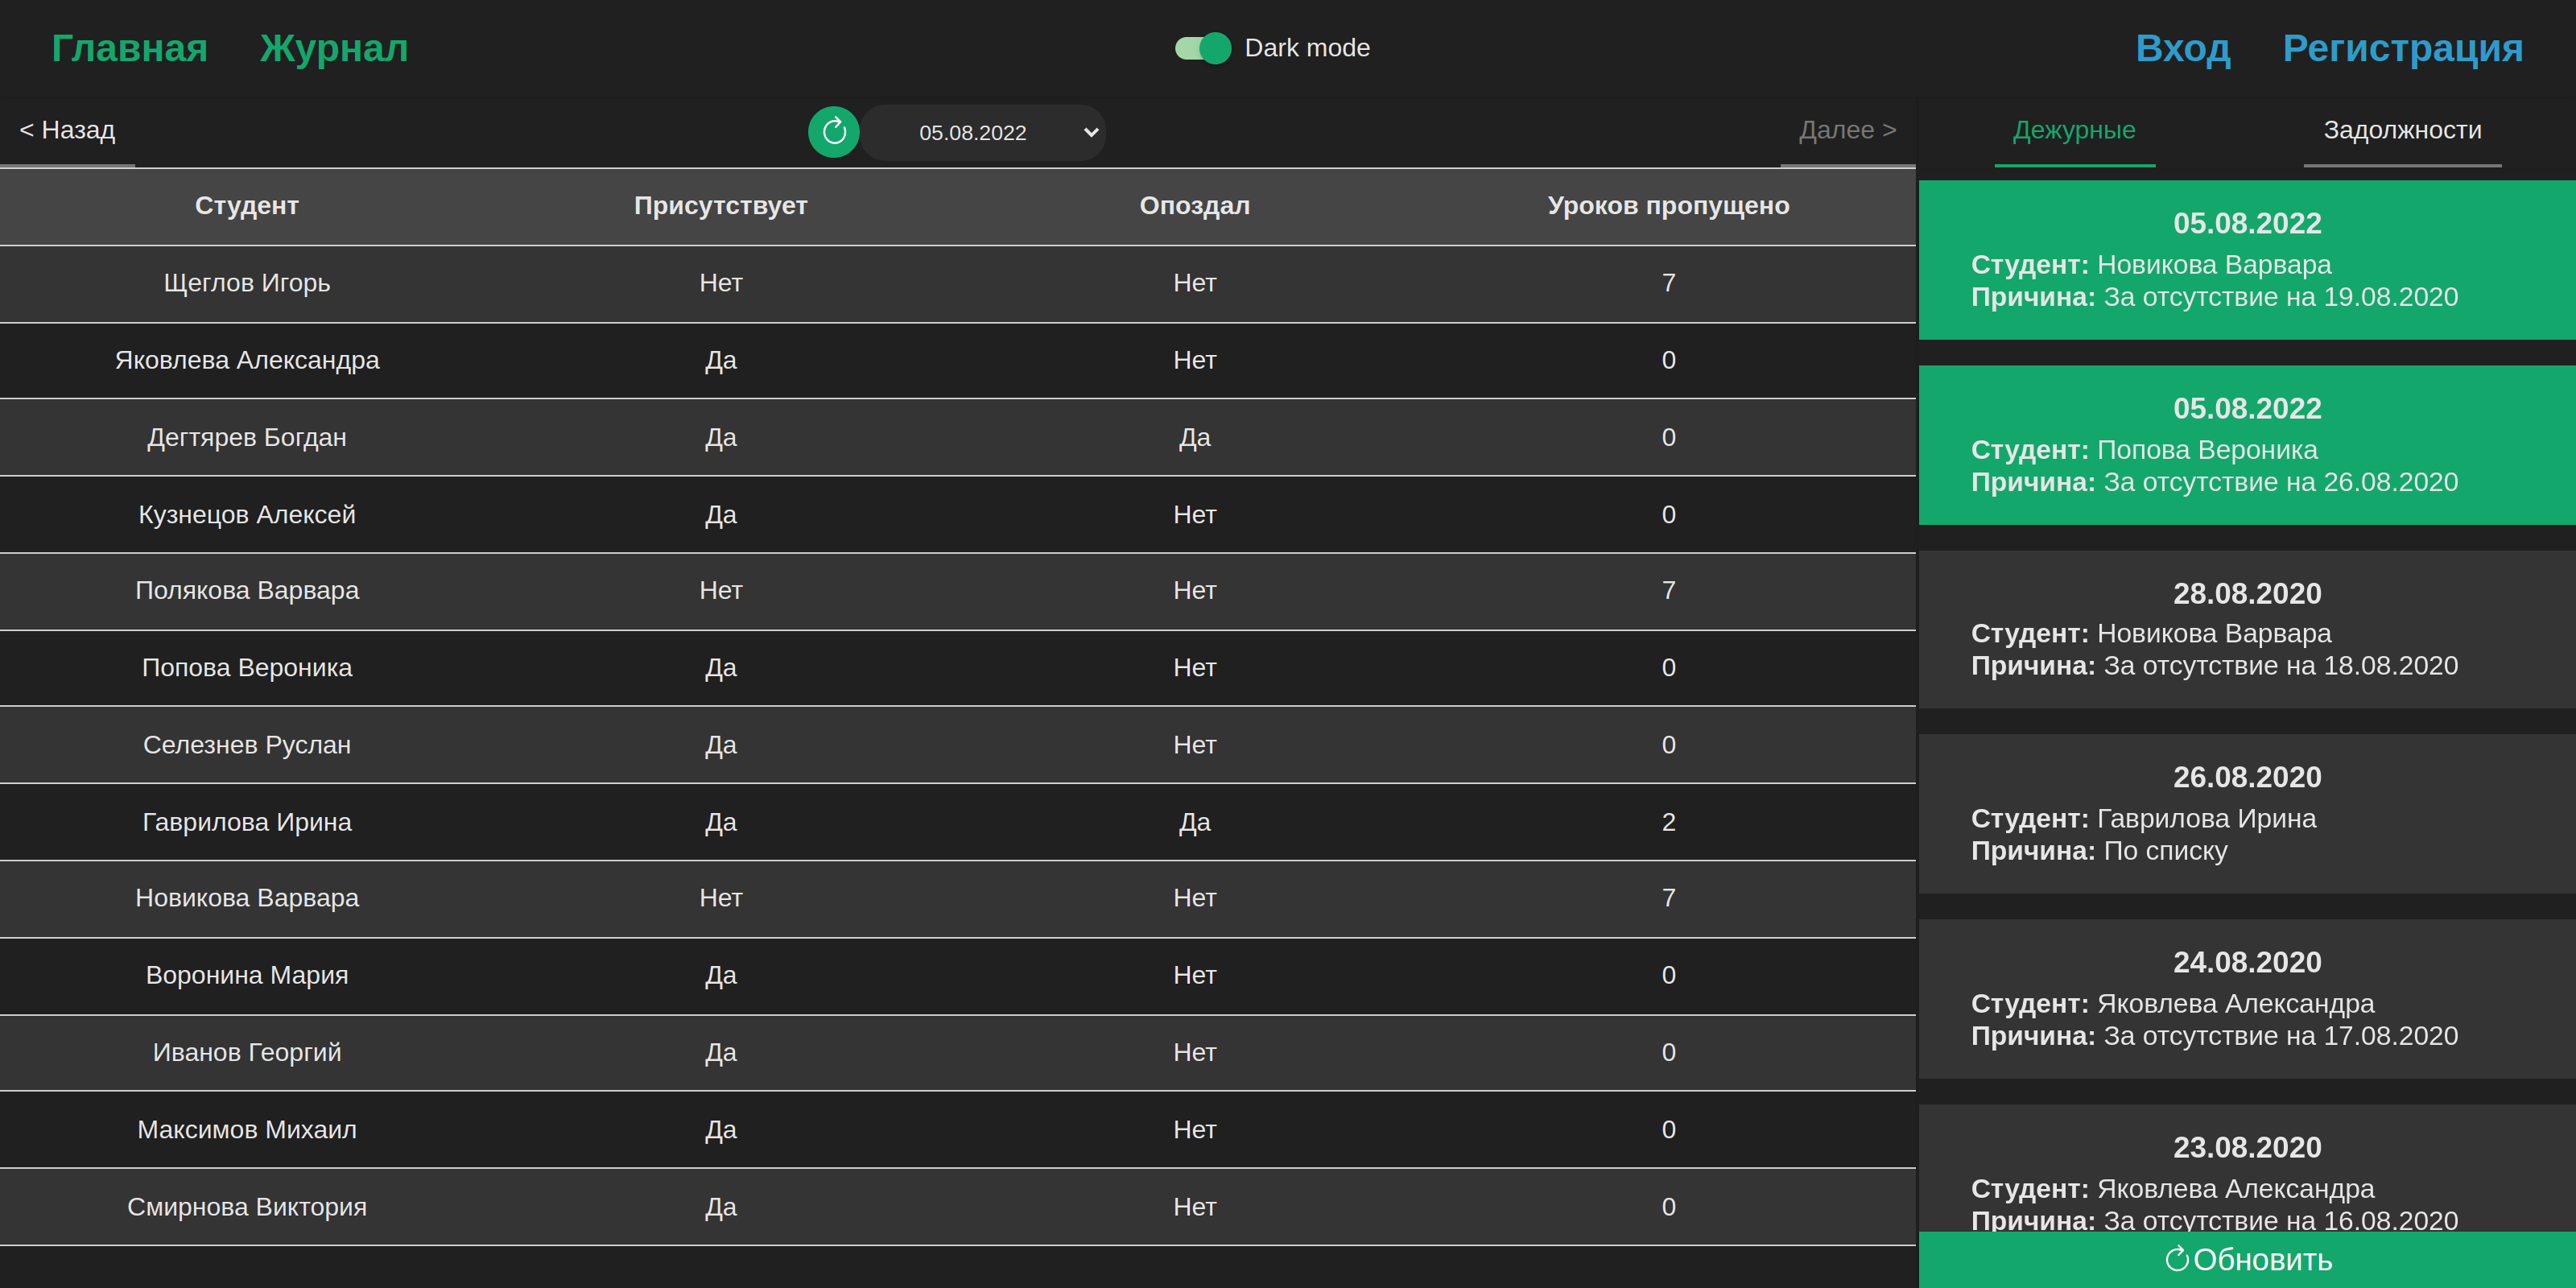 Главная Журнал Dark mode Вход Регистрация
< Назад 05.08.2022 Далее >
Студент Присутствует Опоздал Уроков пропущено
Щеглов Игорь Нет Нет 7
Яковлева Александра Да Нет 0
Дегтярев Богдан Да Да 0
Кузнецов Алексей Да Нет 0
Полякова Варвара Нет Нет 7
Попова Вероника Да Нет 0
Селезнев Руслан Да Нет 0
Гаврилова Ирина Да Да 2
Новикова Варвара Нет Нет 7
Воронина Мария Да Нет 0
Иванов Георгий Да Нет 0
Максимов Михаил Да Нет 0
Смирнова Виктория Да Нет 0
Дежурные Задолжности
05.08.2022
Студент: Новикова Варвара
Причина: За отсутствие на 19.08.2020
05.08.2022
Студент: Попова Вероника
Причина: За отсутствие на 26.08.2020
28.08.2020
Студент: Новикова Варвара
Причина: За отсутствие на 18.08.2020
26.08.2020
Студент: Гаврилова Ирина
Причина: По списку
24.08.2020
Студент: Яковлева Александра
Причина: За отсутствие на 17.08.2020
23.08.2020
Студент: Яковлева Александра
Причина: За отсутствие на 16.08.2020
Обновить